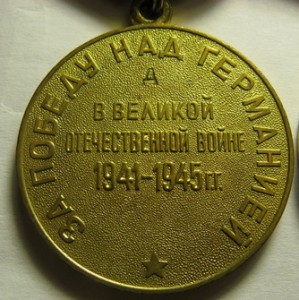 ЗА ПОБЕДУ НАД ГЕРМАНИЕЙ
Д
В ВЕЛИКОЙ
ОТЕЧЕСТВЕННОЙ ВОЙНЕ
1941-1945 ГГ.